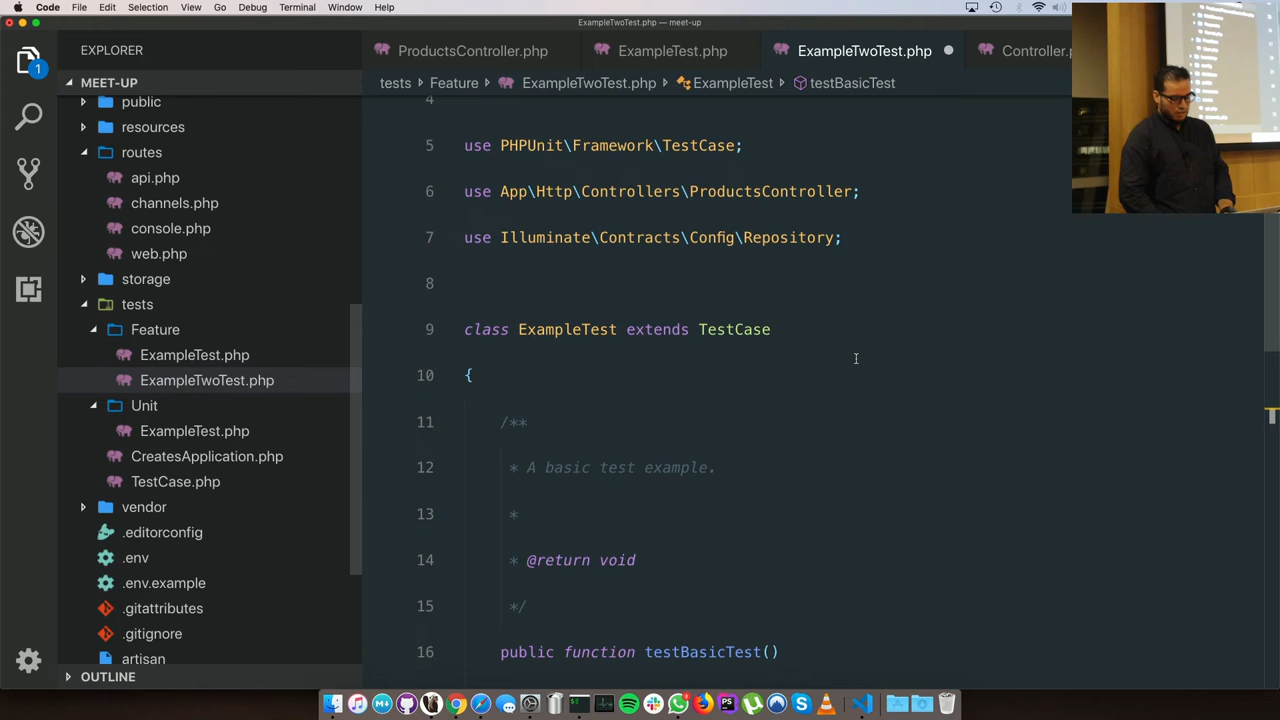 Code File Edit Selection View Go Debug Terminal Window Help
ExampleTwoTest.php — meet-up
EXPLORER
1
MEET-UP
public
resources
routes
api.php
channels.php
console.php
web.php
storage
tests
Feature
ExampleTest.php
ExampleTwoTest.php
Unit
ExampleTest.php
CreatesApplication.php
TestCase.php
vendor
.editorconfig
.env
.env.example
.gitattributes
.gitignore
artisan
OUTLINE
ProductsController.php ExampleTest.php ExampleTwoTest.php Controller.p
tests Feature ExampleTwoTest.php ExampleTest testBasicTest
4
5 use PHPUnit\Framework\TestCase;
6 use App\Http\Controllers\ProductsController;
7 use Illuminate\Contracts\Config\Repository;
8
9 class ExampleTest extends TestCase
10 {
11 /**
12 * A basic test example.
13 *
14 * @return void
15 */
16 public function testBasicTest()